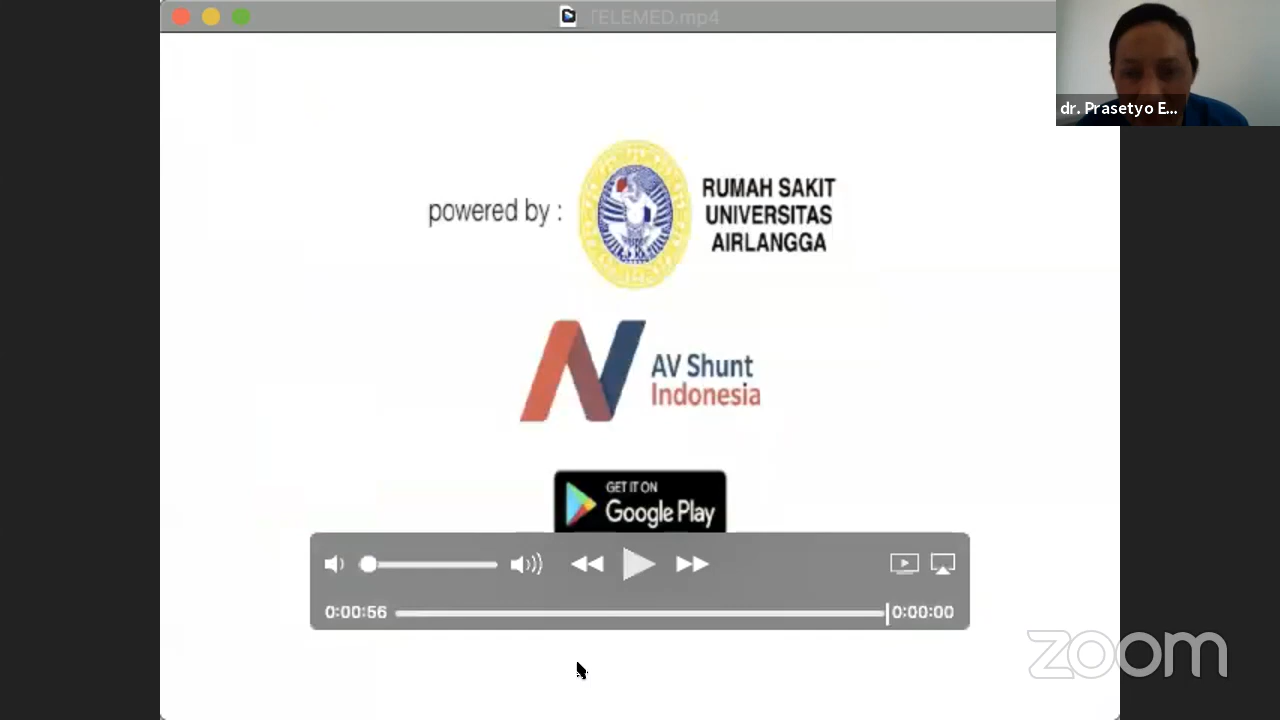 TELEMED.mp4
dr. Prasetyo E...
powered by :
RUMAH SAKIT
UNIVERSITAS
AIRLANGGA
AV Shunt
Indonesia
GET IT ON
Google Play
0:00:56
0:00:00
zoom